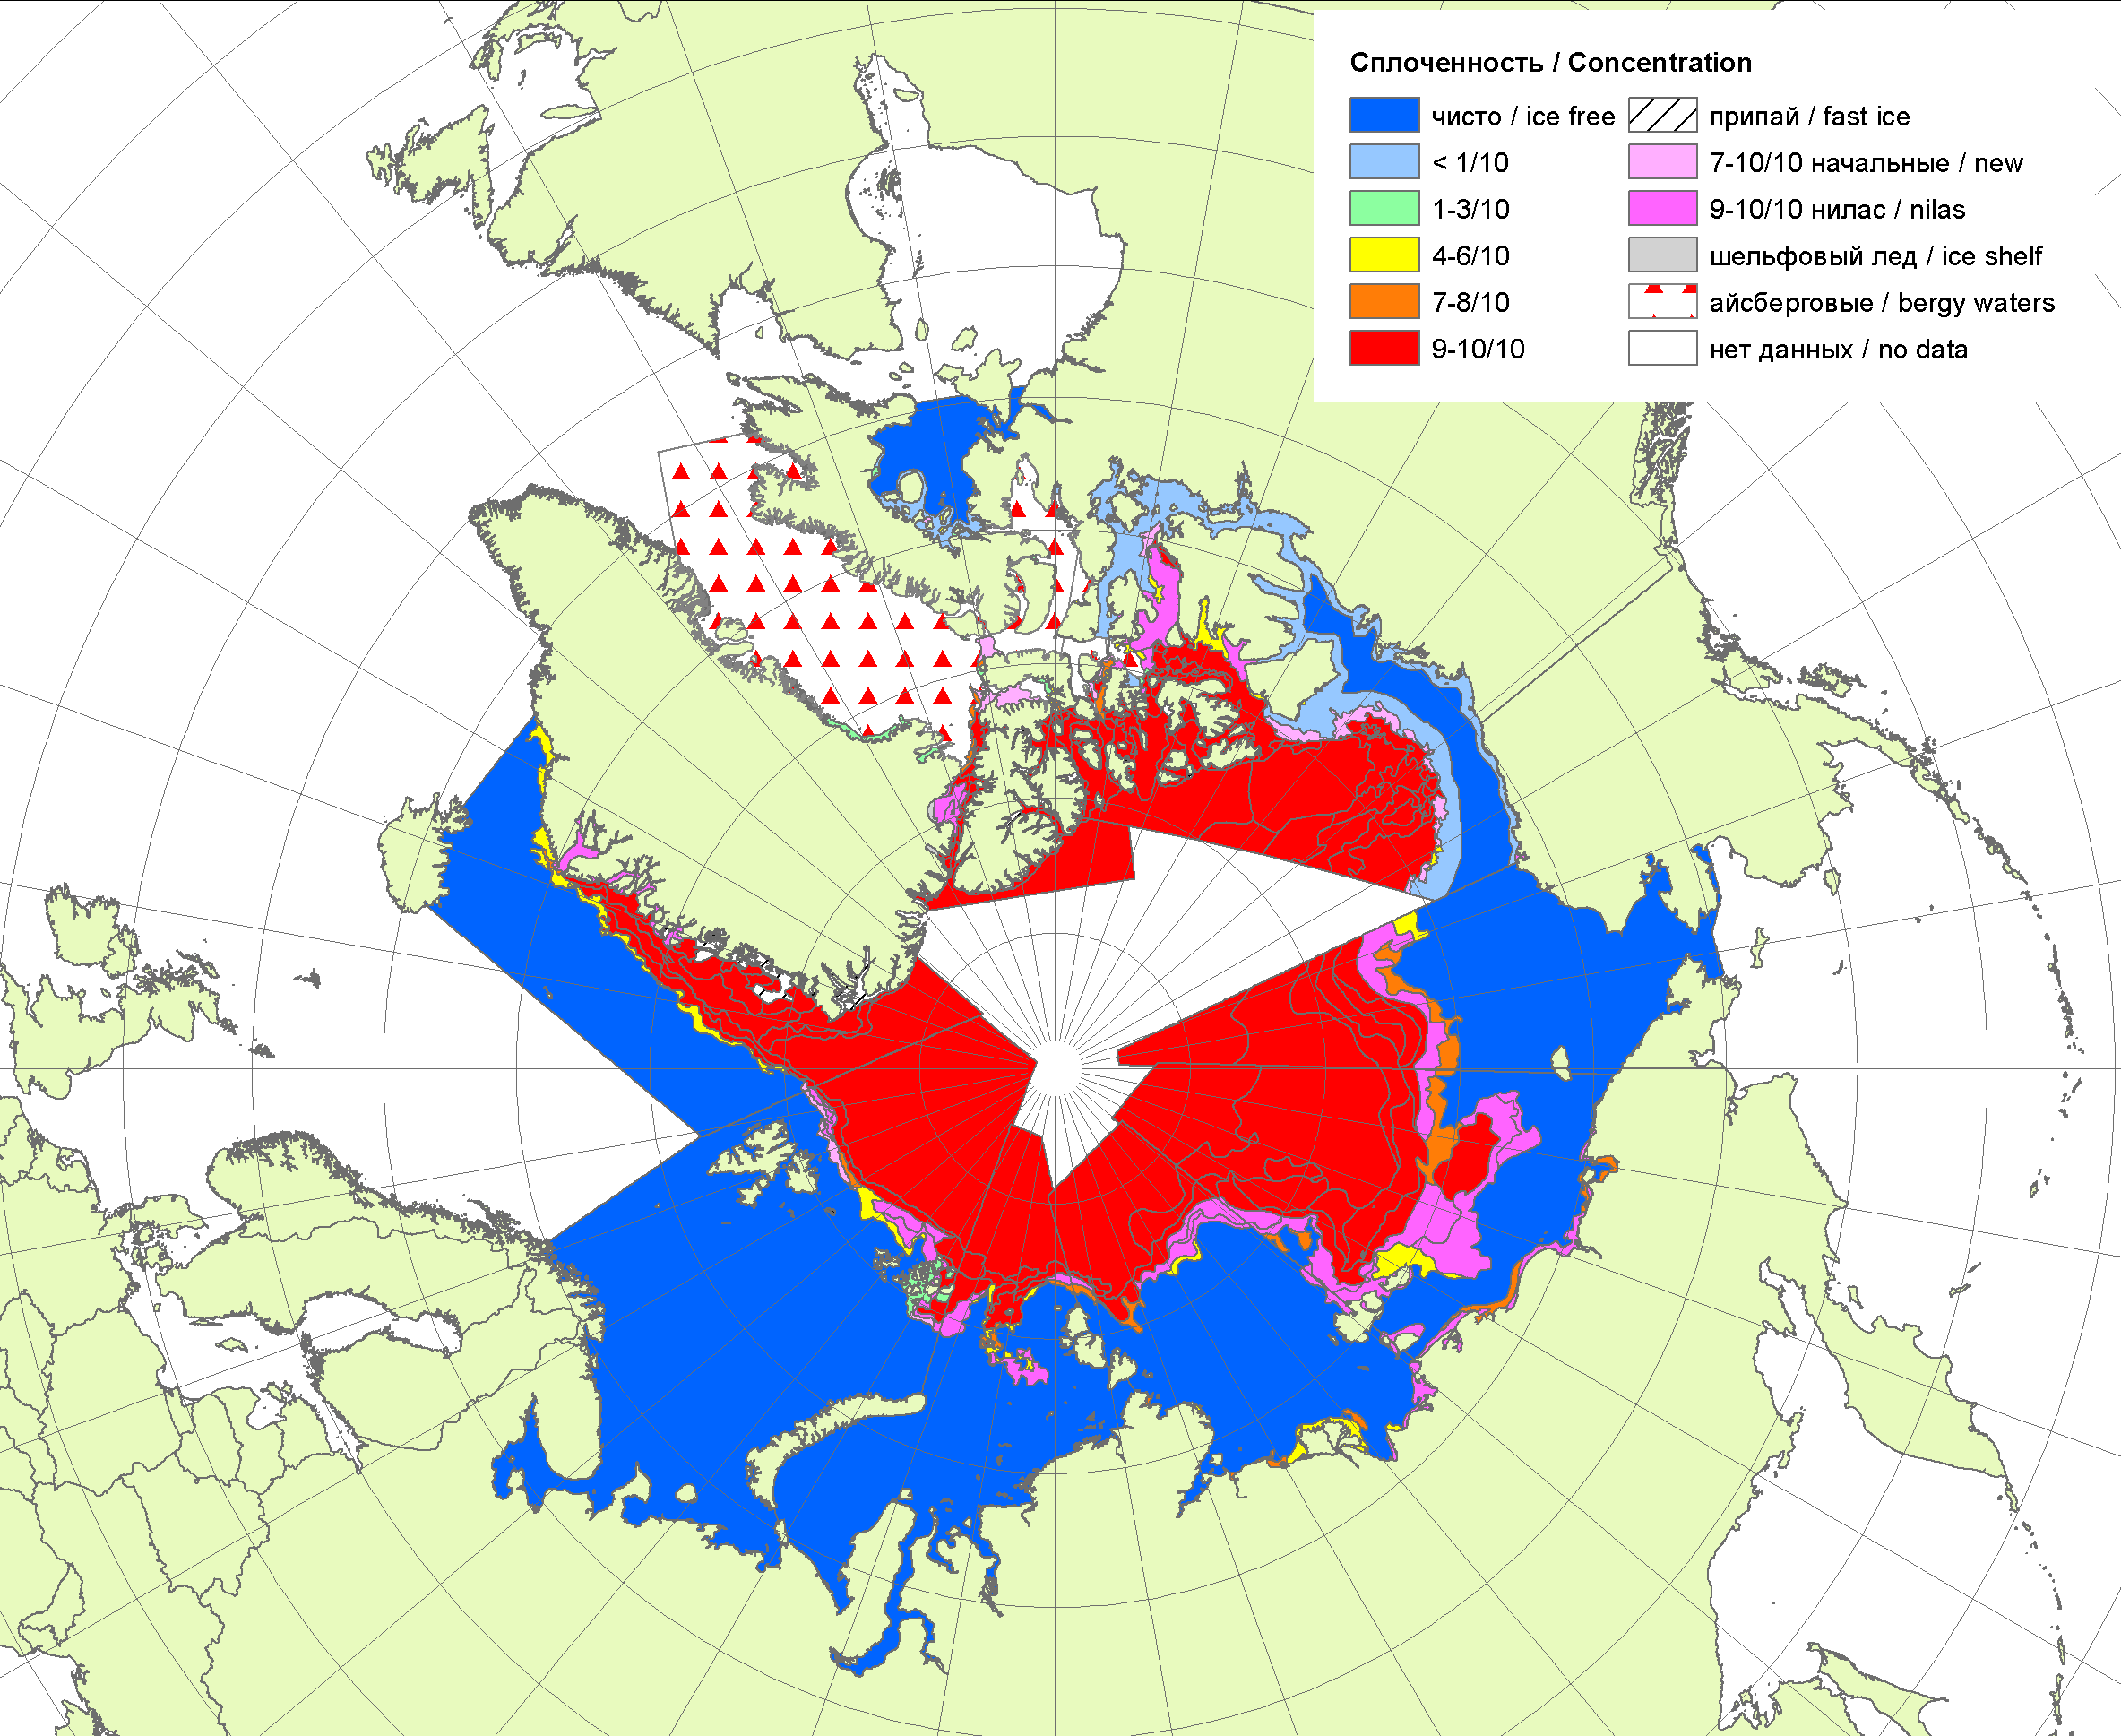 Сплоченность / Concentration
чисто / ice free
< 1/10
1-3/10
4-6/10
7-8/10
9-10/10
припай / fast ice
7-10/10 начальные / new
9-10/10 нилас / nilas
шельфовый лед / ice shelf
айсберговые / bergy waters
нет данных / no data